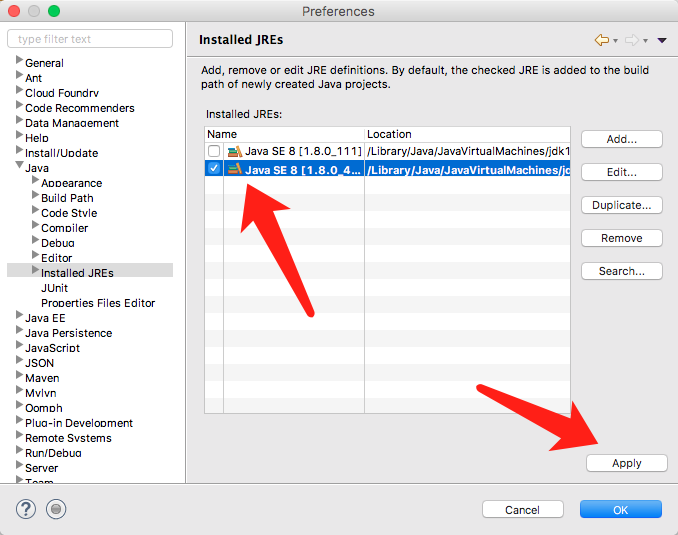 Preferences
type filter text
General
Ant
Cloud Foundry
Code Recommenders
Data Management
Help
Install/Update
Java
Appearance
Build Path
Code Style
Compiler
Debug
Editor
Installed JREs
JUnit
Properties Files Editor
Java EE
Java Persistence
JavaScript
JSON
Maven
Mylyn
Oomph
Plug-in Development
Remote Systems
Run/Debug
Server
Team
Installed JREs
Add, remove or edit JRE definitions. By default, the checked JRE is added to the build
path of newly created Java projects.
Installed JREs:
Name Location
Java SE 8 [1.8.0_111] /Library/Java/JavaVirtualMachines/jdk1
Java SE 8 [1.8.0_4... /Library/Java/JavaVirtualMachines/jd
Add...
Edit...
Duplicate...
Remove
Search...
Apply
?
Cancel
OK